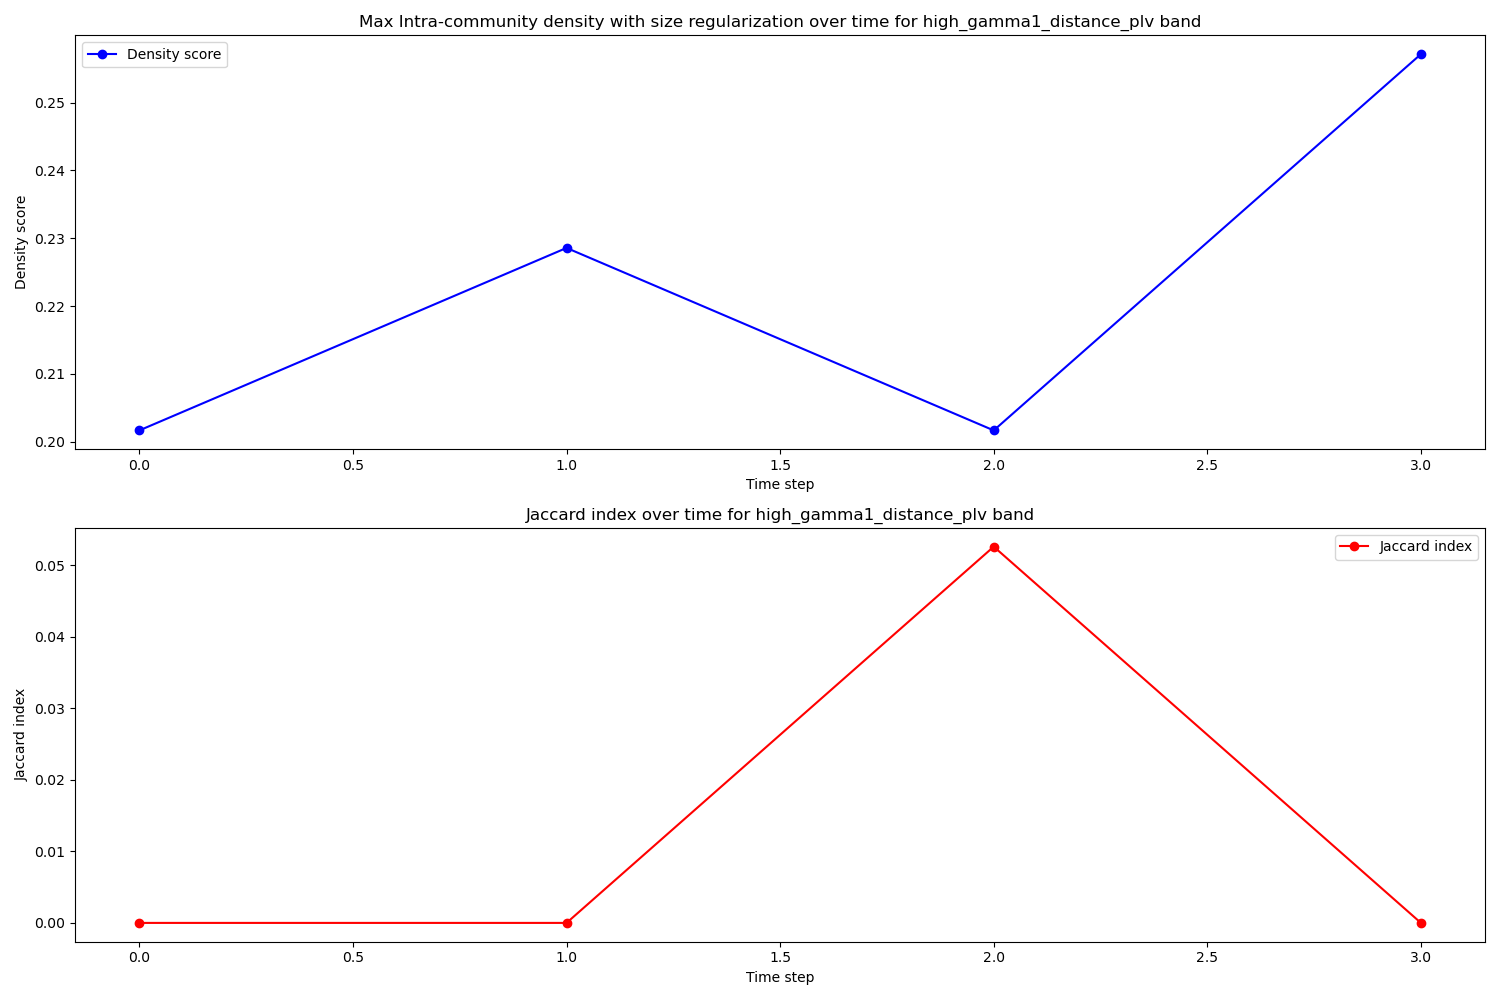 Max Intra-community density with size regularization over time for high_gamma1_distance_plv band
Density score
0.25
0.24
0.23
0.22
0.21
0.20
Density score
0.0 0.5 1.0 1.5 2.0 2.5 3.0
Time step
Jaccard index over time for high_gamma1_distance_plv band
Jaccard index
0.05
0.04
0.03
0.02
0.01
0.00
Jaccard index
0.0 0.5 1.0 1.5 2.0 2.5 3.0
Time step